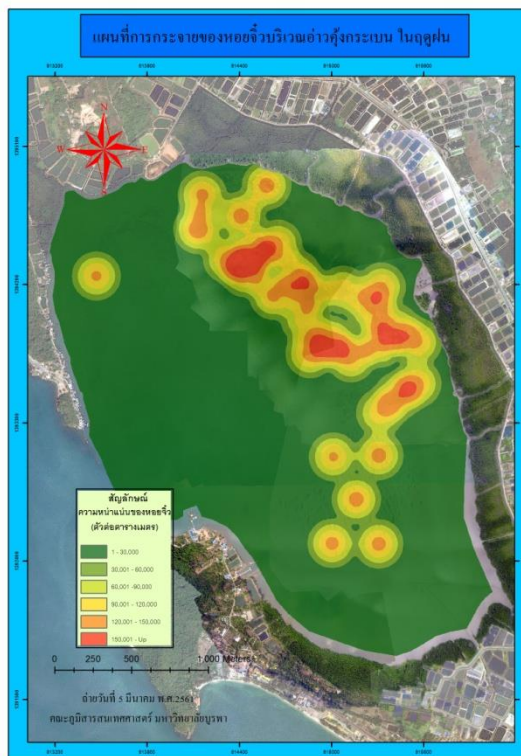 แผนที่การกระจายของหอยจิ๋วบริเวณอ่าวคุ้งกระเบน ในฤดูฝน
N
W E
S
สัญลักษณ์
ความหนาแน่นของหอยจิ๋ว
(ตัวต่อตารางเมตร)
1 - 30,000
30,001 - 60,000
60,001 -90,000
90,001 - 120,000
120,001 - 150,000
150,001 - Up
0 250 500 1,000 Meters
ถ่ายวันที่ 5 มีนาคม พ.ศ.2561
คณะภูมิสารสนเทศศาสตร์ มหาวิทยาลัยบูรพา